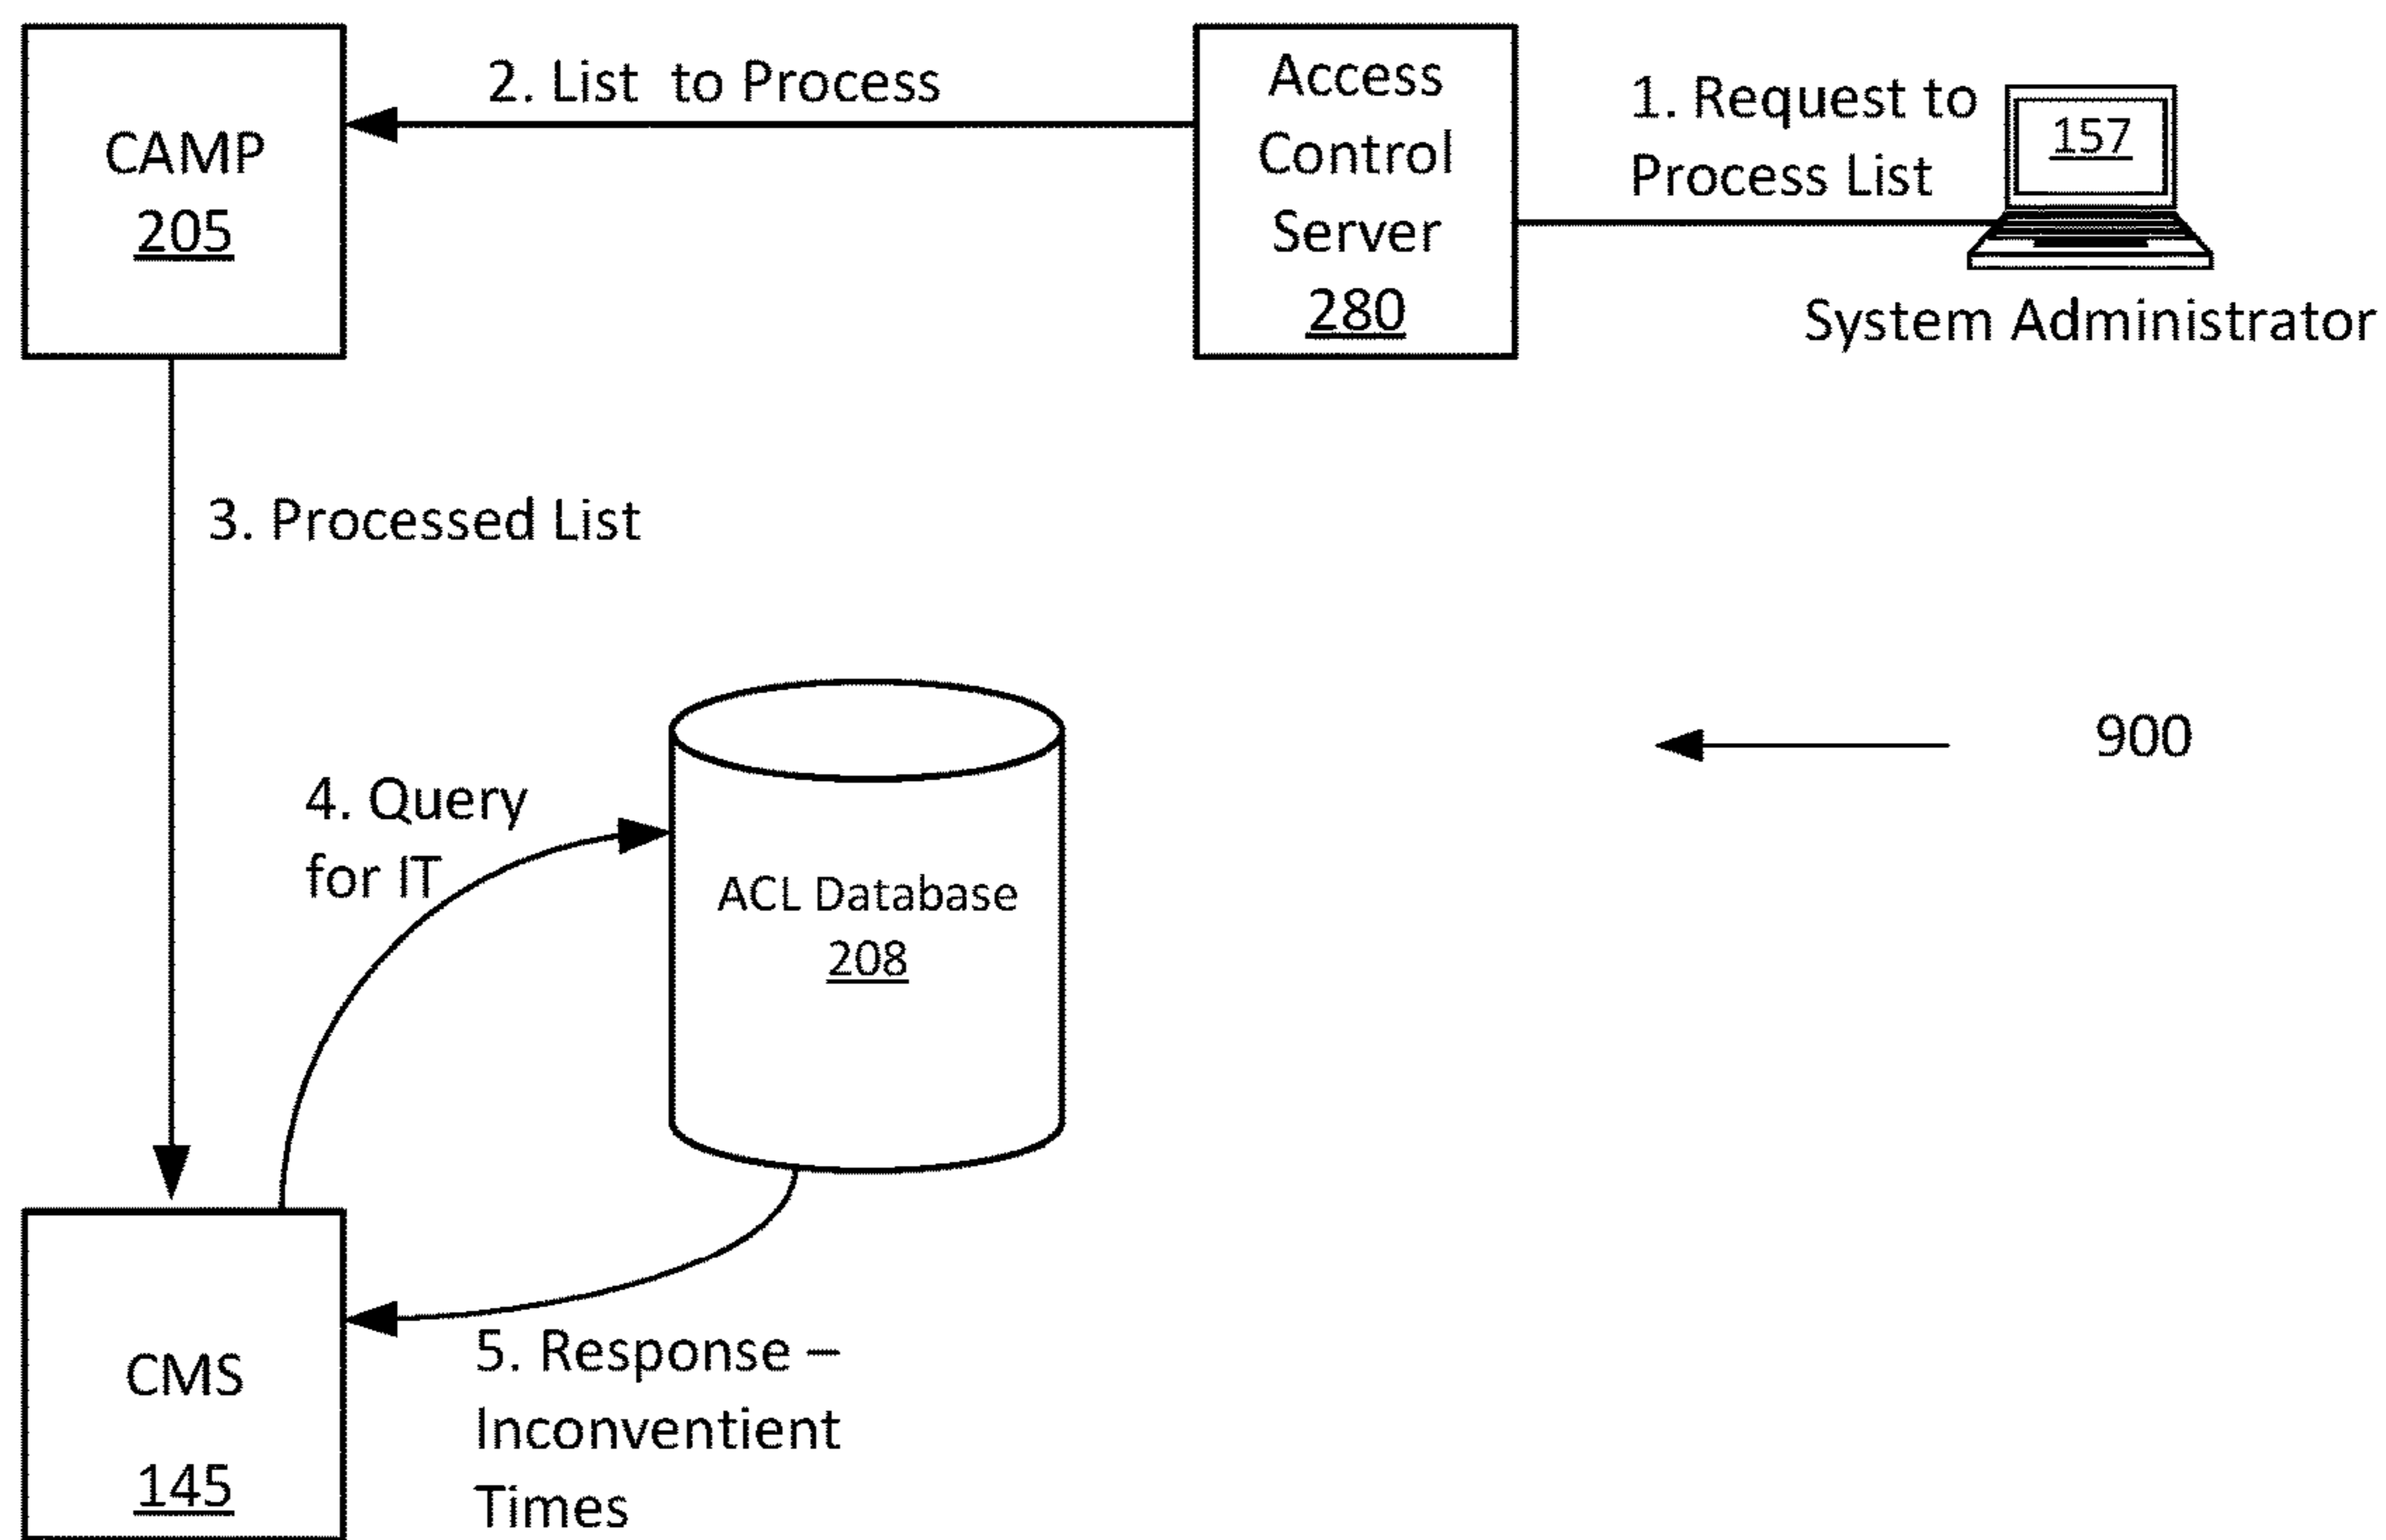 CAMP
205
2. List  to Process
Access
Control
Server
280
1. Request to
Process List
157
System Administrator
3. Processed List
4. Query
for IT
ACL Database
208
900
CMS
145
5. Response –
Inconventient
Times